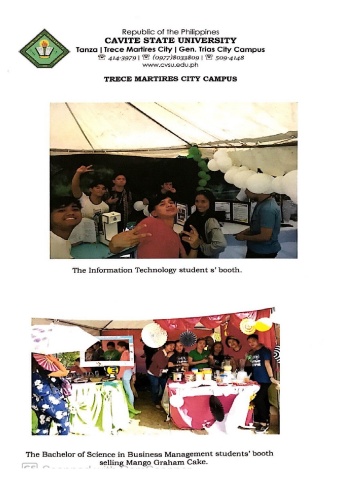 Republic of the Philippines
CAVITE STATE UNIVERSITY
Tanza | Trece Martires City | Gen. Trias City Campus
☏ 414-3979 | ☏ (0977)8033809 | ☏ 509-4148
www.cvsu.edu.ph
TRECE MARTIRES CITY CAMPUS
The Information Technology student s' booth.
The Bachelor of Science in Business Management students' booth
selling Mango Graham Cake.